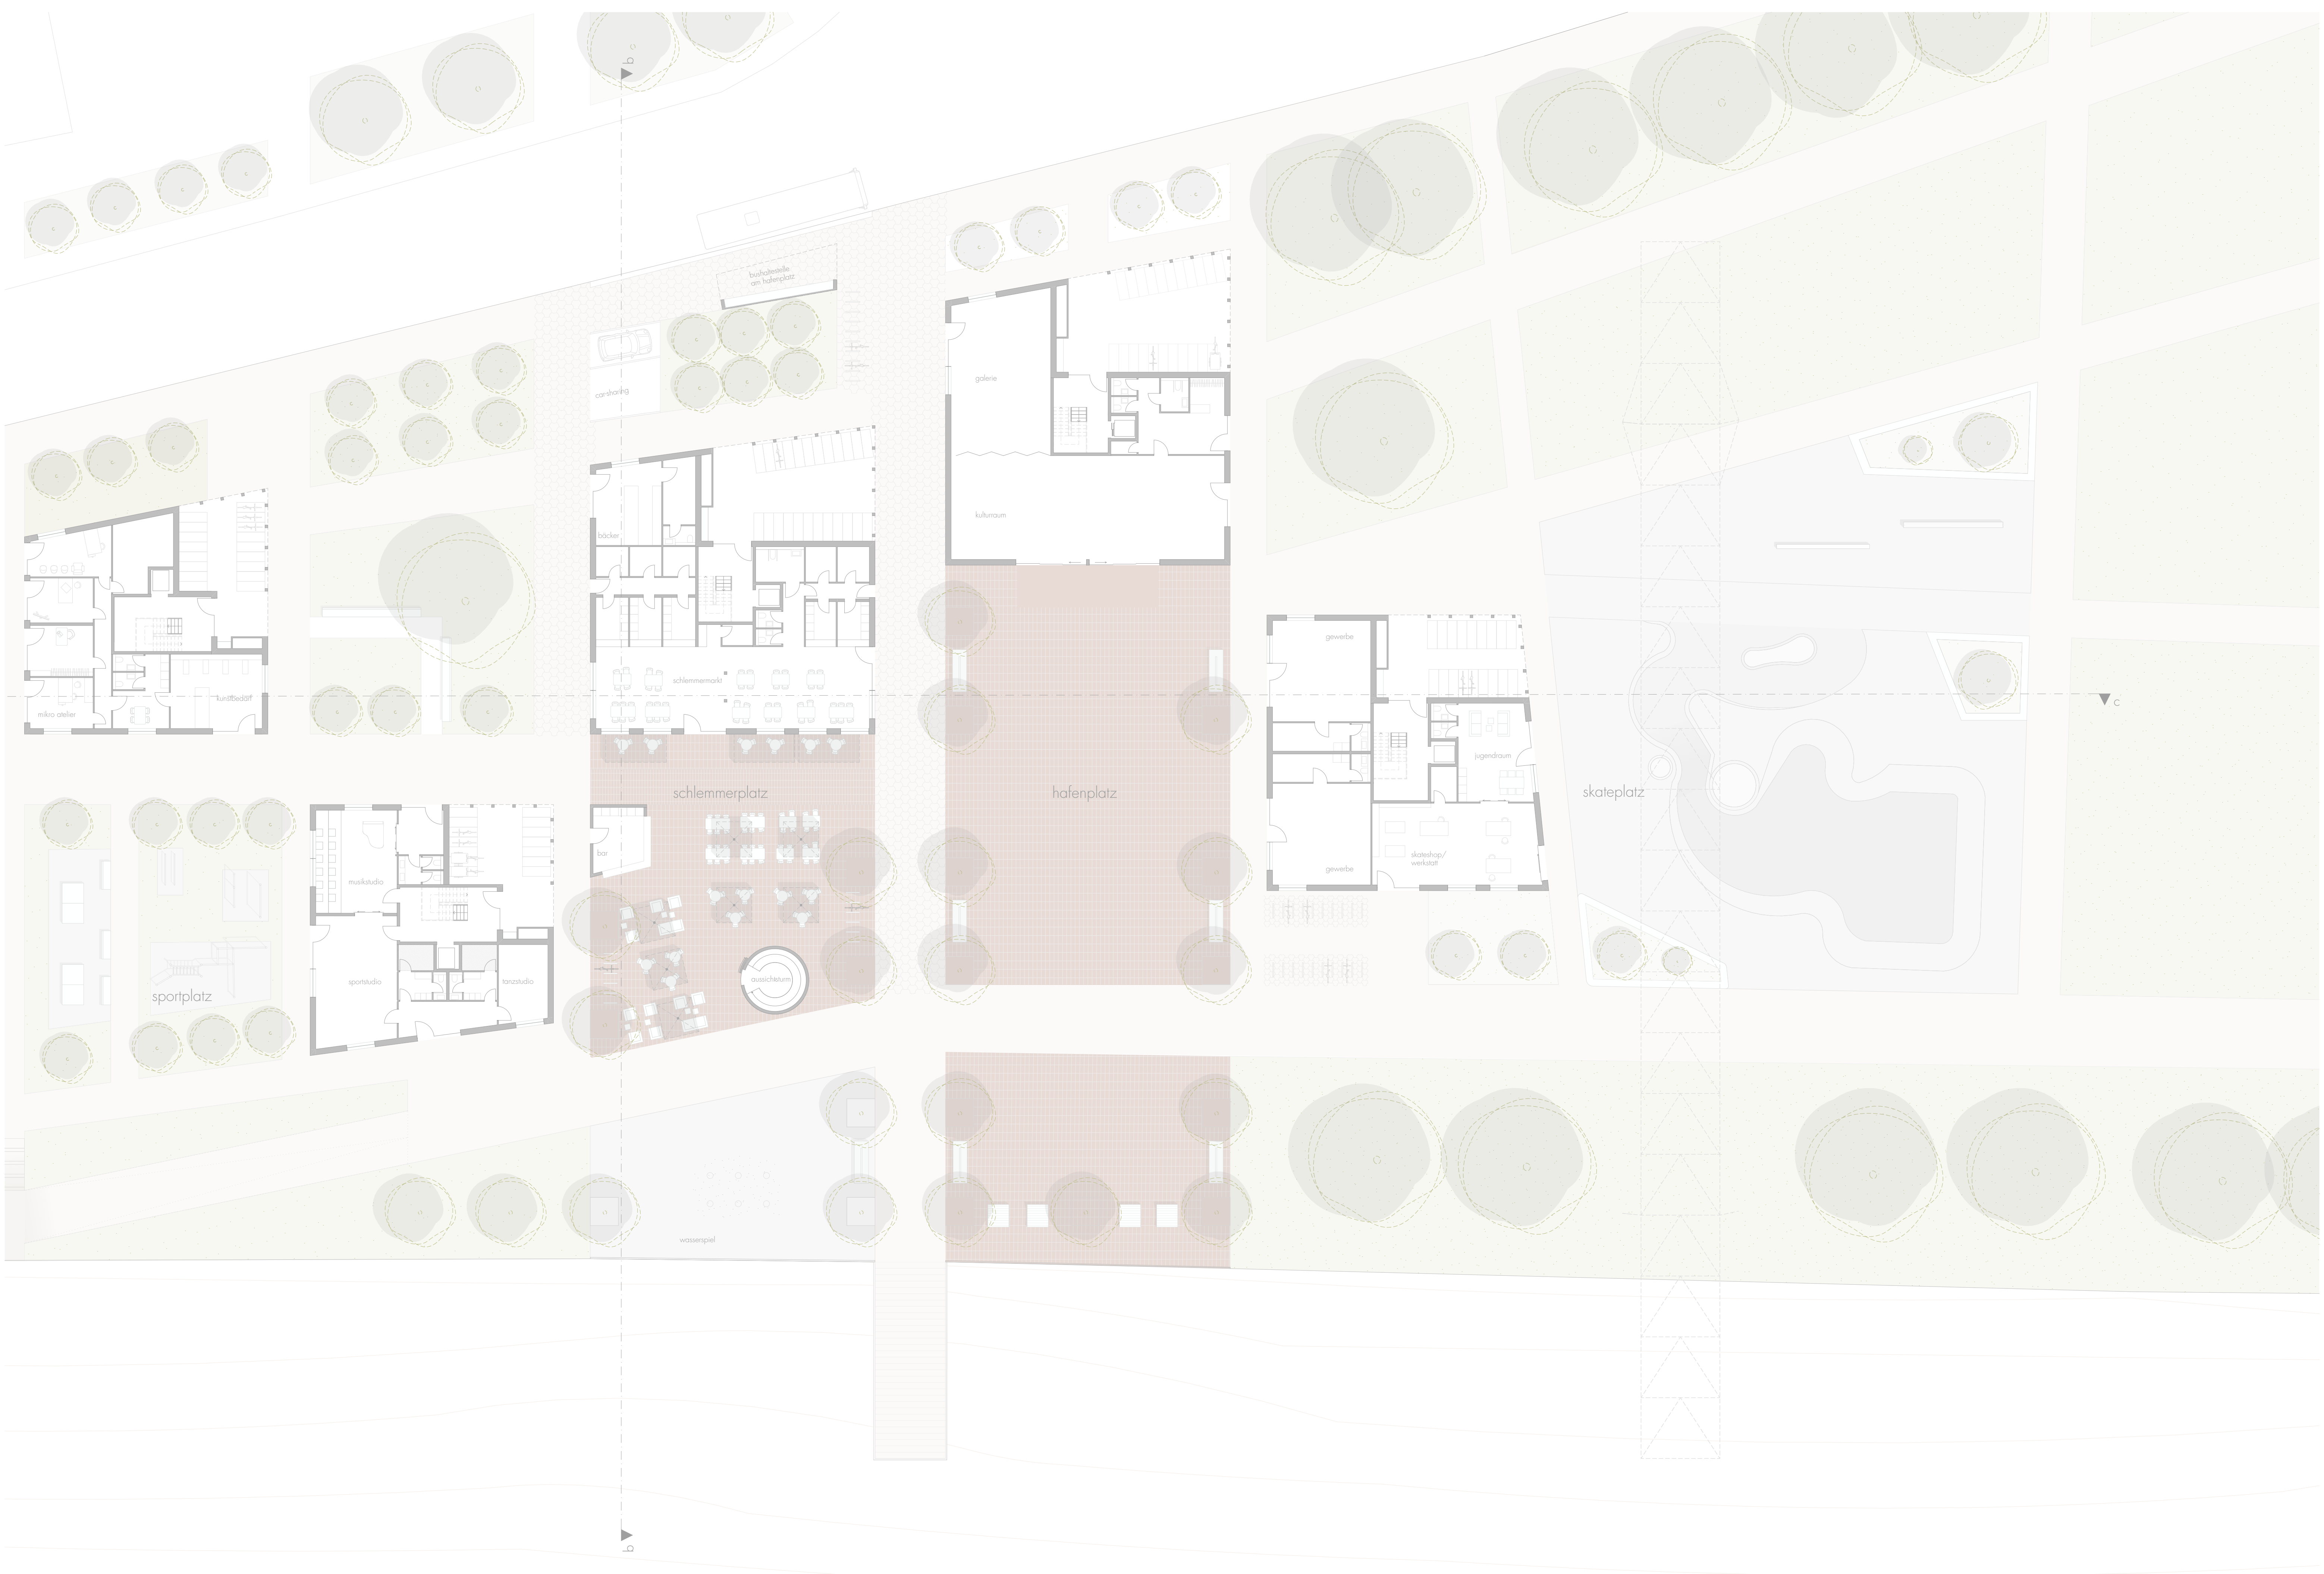 b
bushaltestelle
am hafenplatz
car-sharing
galerie
kulturraum
bäcker
schlemmermarkt
kunstbedarf
mikro atelier
gewerbe
jugendraum
skateshop/
werkstatt
gewerbe
c
schlemmerplatz
hafenplatz
skateplatz
bar
musikstudio
sportstudio
tanzstudio
aussichtsturm
sportplatz
wasserspiel
b